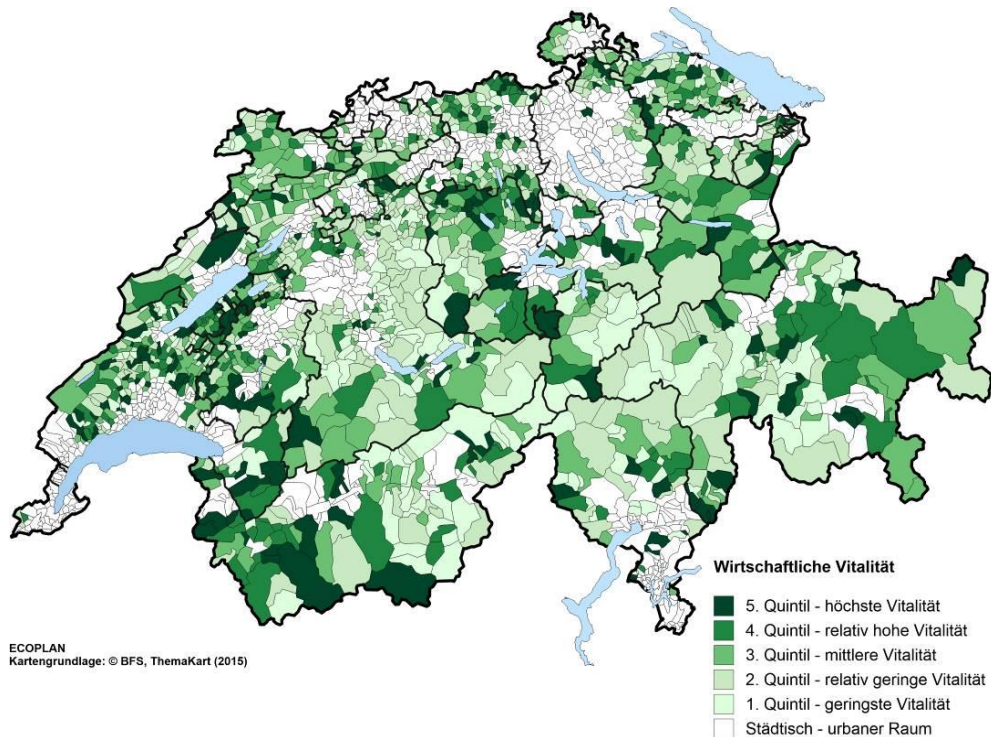 Wirtschaftliche Vitalität
5. Quintil - höchste Vitalität
4. Quintil - relativ hohe Vitalität
3. Quintil - mittlere Vitalität
2. Quintil - relativ geringe Vitalität
1. Quintil - geringste Vitalität
Städtisch - urbaner Raum
ECOPLAN
Kartengrundlage: © BFS, ThemaKart (2015)